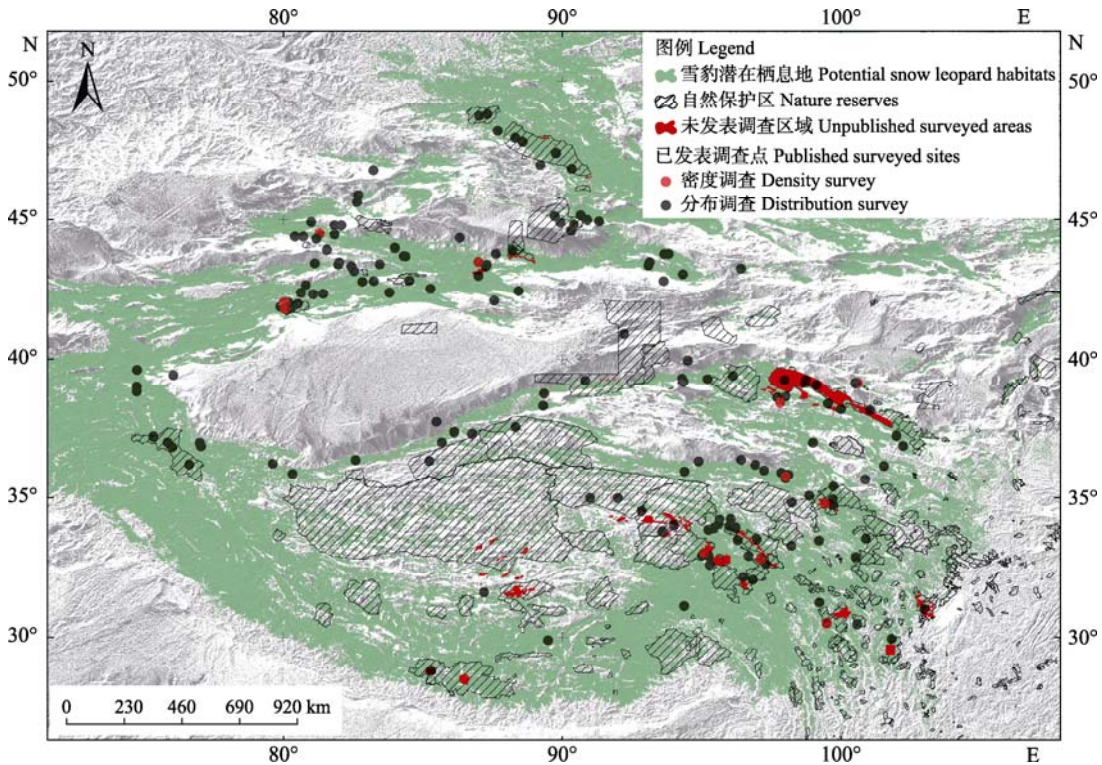 80° 90° 100° E
N N
N
图例 Legend
50° 雪豹潜在栖息地 Potential snow leopard habitats 50°
自然保护区 Nature reserves
未发表调查区域 Unpublished surveyed areas
已发表调查点 Published surveyed sites
密度调查 Density survey
分布调查 Distribution survey
45° 45°
40° 40°
35° 35°
30° 30°
0 230 460 690 920 km
80° 90° 100° E